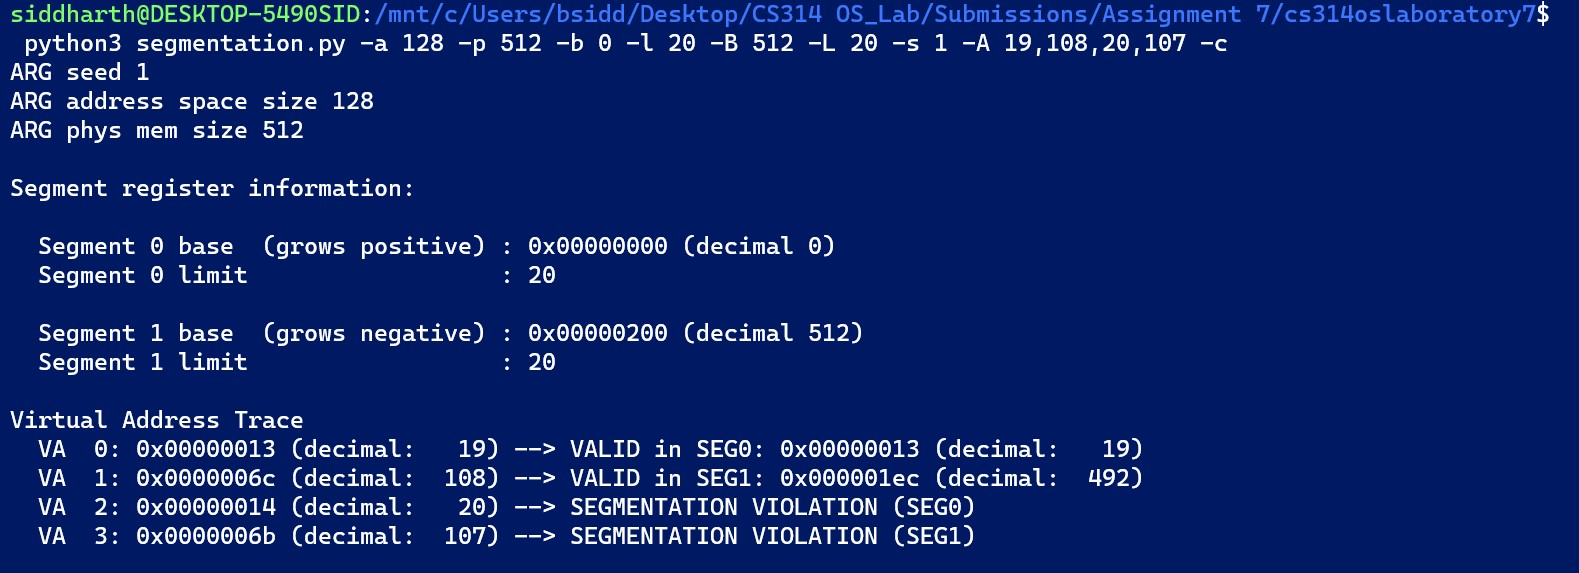 siddharth@DESKTOP-5490SID:/mnt/c/Users/bsidd/Desktop/CS314 OS_Lab/Submissions/Assignment 7/cs314oslaboratory7$
python3 segmentation.py -a 128 -p 512 -b 0 -l 20 -B 512 -L 20 -s 1 -A 19,108,20,107 -c
ARG seed 1
ARG address space size 128
ARG phys mem size 512
Segment register information:
Segment 0 base  (grows positive) : 0x00000000 (decimal 0)
Segment 0 limit                  : 20
Segment 1 base  (grows negative) : 0x00000200 (decimal 512)
Segment 1 limit                  : 20
Virtual Address Trace
VA  0: 0x00000013 (decimal:   19) --> VALID in SEG0: 0x00000013 (decimal:   19)
VA  1: 0x0000006c (decimal:  108) --> VALID in SEG1: 0x000001ec (decimal:  492)
VA  2: 0x00000014 (decimal:   20) --> SEGMENTATION VIOLATION (SEG0)
VA  3: 0x0000006b (decimal:  107) --> SEGMENTATION VIOLATION (SEG1)